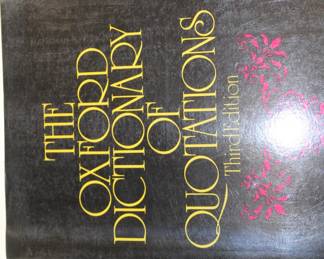 THE
OXFORD
DICTIONARY
OF
QUOTATIONS
Third Edition